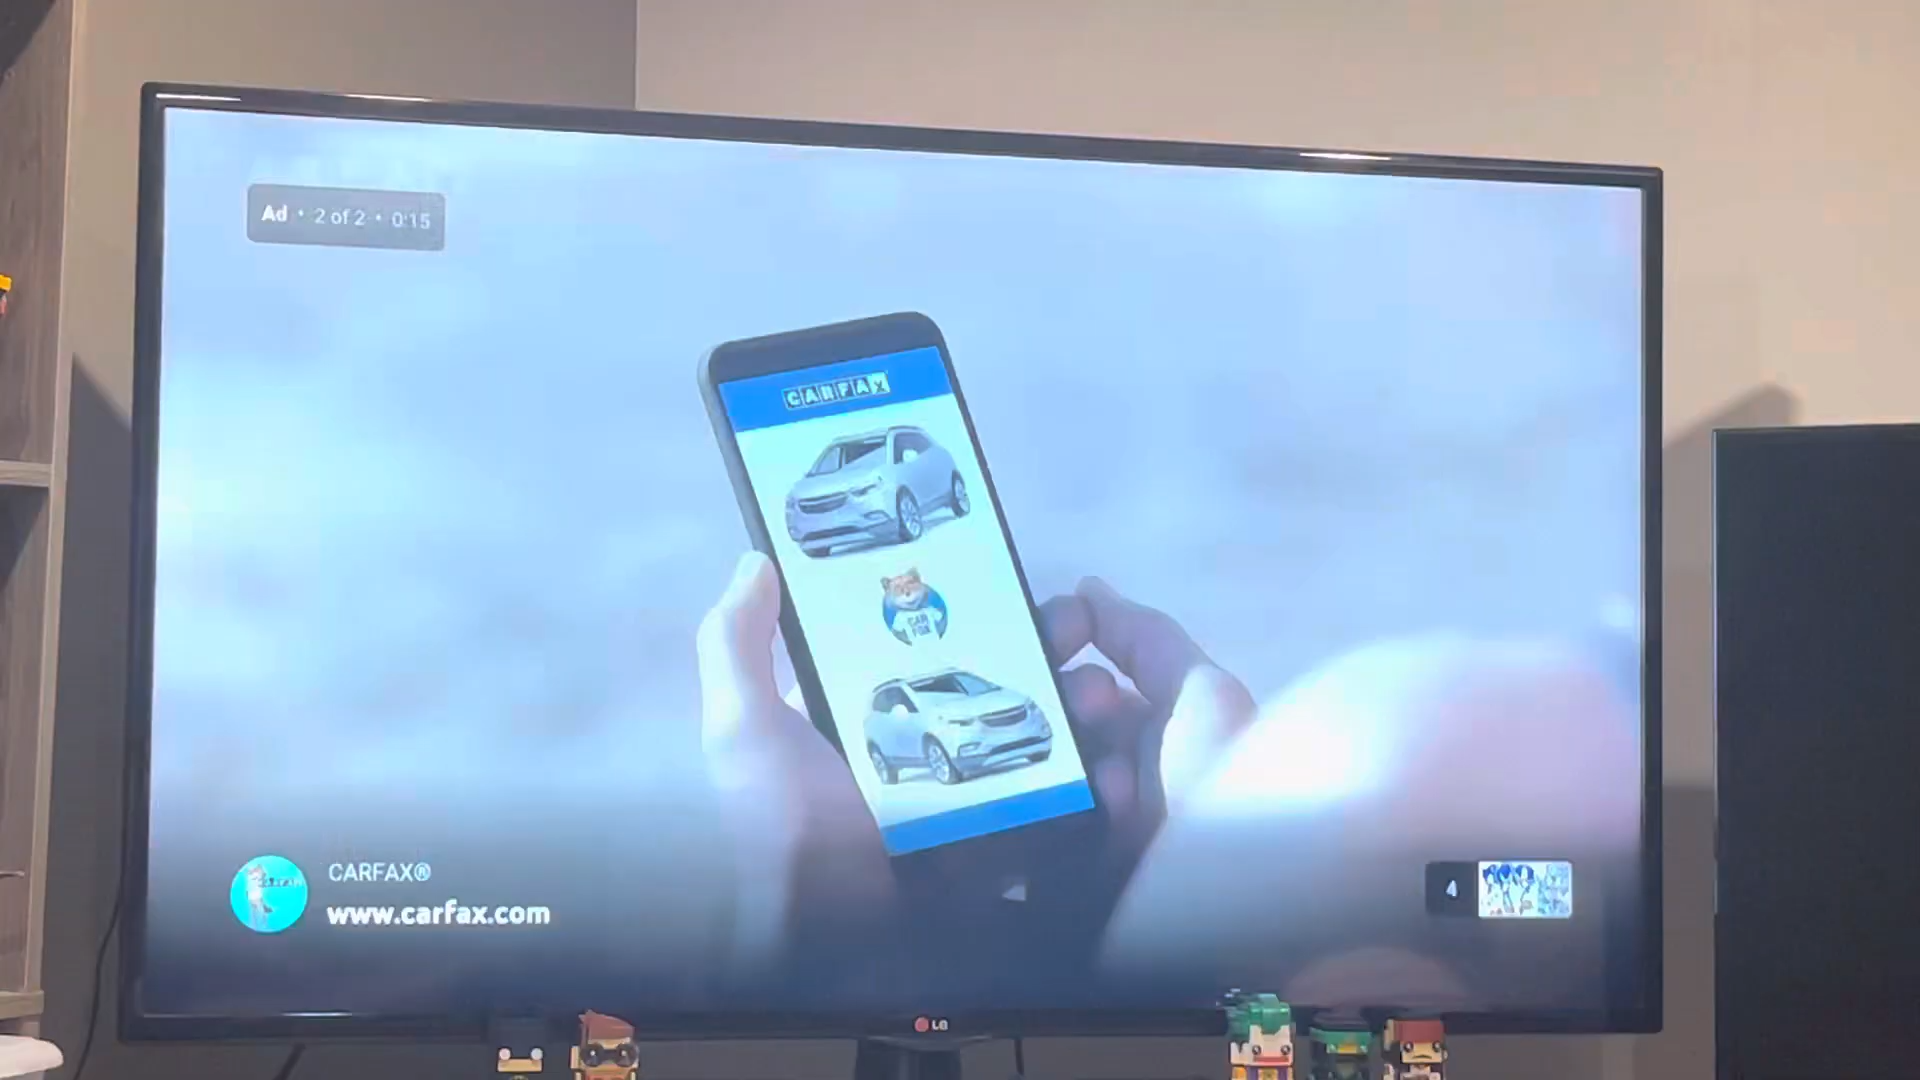 Ad • 2 of 2 • 0:15
CARFAX
CAR
FOX
CARFAX®
www.carfax.com
4
LG